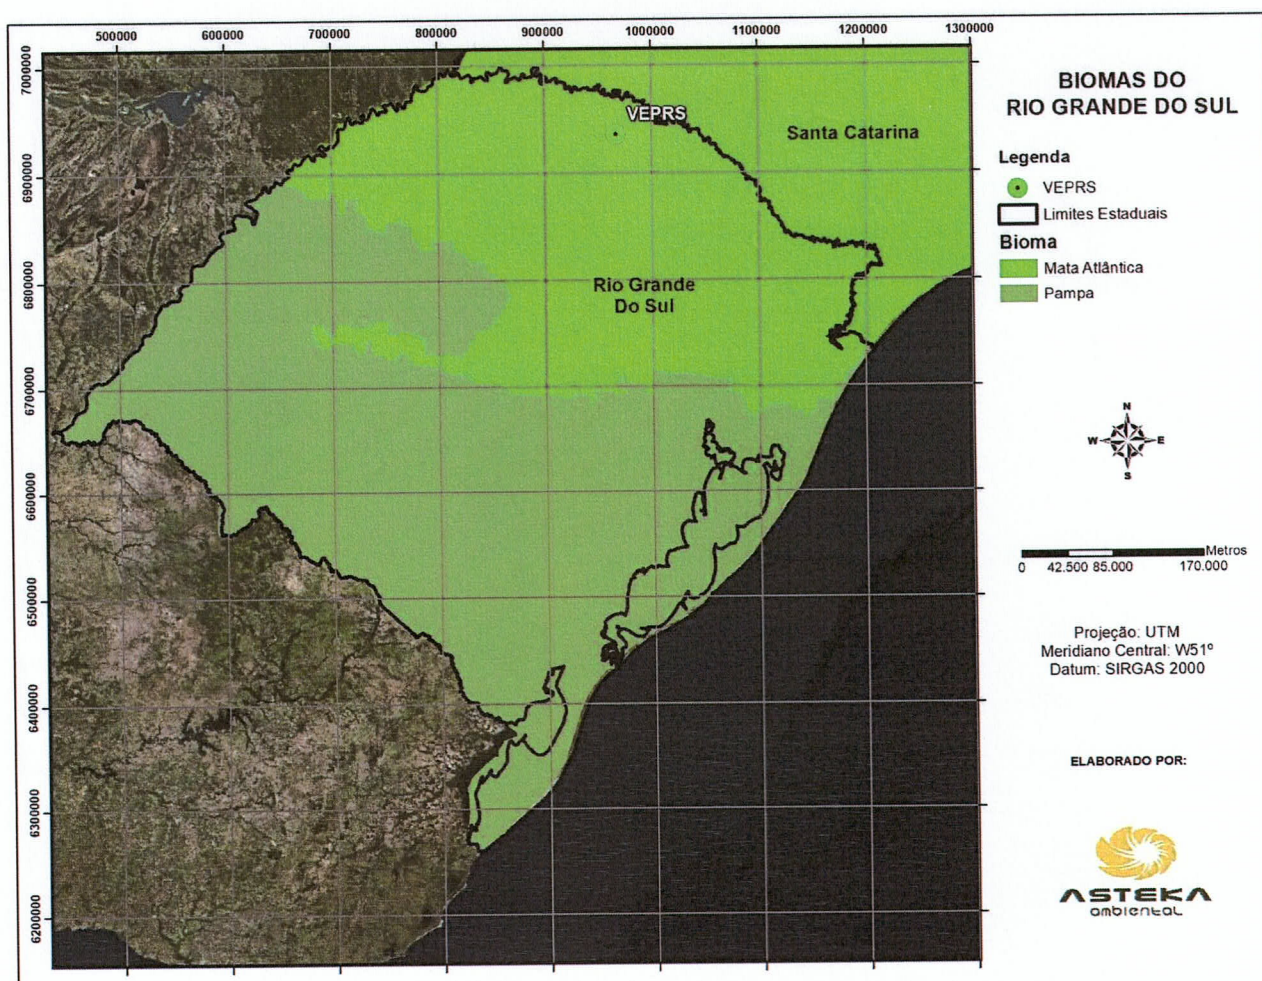 500000 600000 700000 800000 900000 1000000 1100000 1200000 1300000
7000000
6900000
6800000
6700000
6600000
6500000
6400000
6300000
6200000
VEPRS
Santa Catarina
Rio Grande
Do Sul
BIOMAS DO
RIO GRANDE DO SUL
Legenda
VEPRS
Limites Estaduais
Bioma
Mata Atlântica
Pampa
N
W E
S
Metros
0 42.500 85.000 170.000
Projeção: UTM
Meridiano Central: W51º
Datum: SIRGAS 2000
ELABORADO POR:
ASTEKA
ambiental